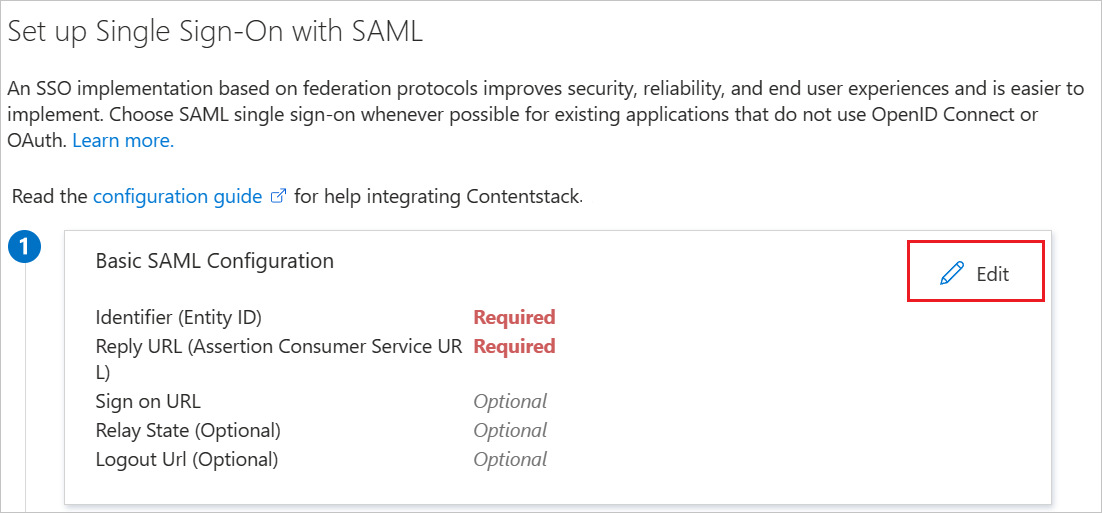 Set up Single Sign-On with SAML
An SSO implementation based on federation protocols improves security, reliability, and end user experiences and is easier to
implement. Choose SAML single sign-on whenever possible for existing applications that do not use OpenID Connect or
OAuth. Learn more.
Read the configuration guide for help integrating Contentstack.
1
Basic SAML Configuration
Edit
Identifier (Entity ID) Required
Reply URL (Assertion Consumer Service UR Required
L)
Sign on URL Optional
Relay State (Optional) Optional
Logout Url (Optional) Optional